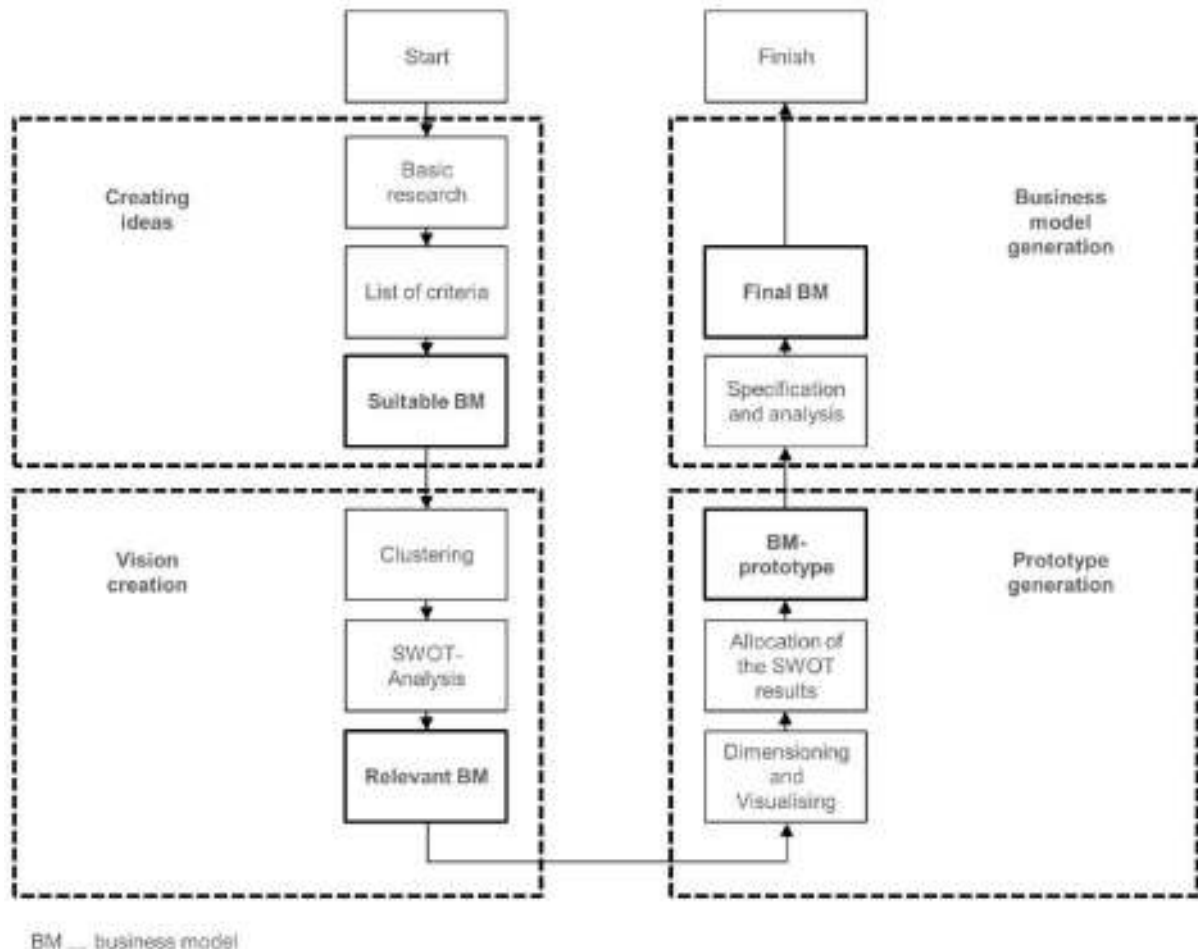 Start
Creating
ideas
Basic
research
List of criteria
Suitable BM
Vision
creation
Clustering
SWOT-
Analysis
Relevant BM
Finish
Business
model
generation
Final BM
Specification
and analysis
Prototype
generation
BM-
prototype
Allocation of
the SWOT
results
Dimensioning
and
Visualising
BM __ business model